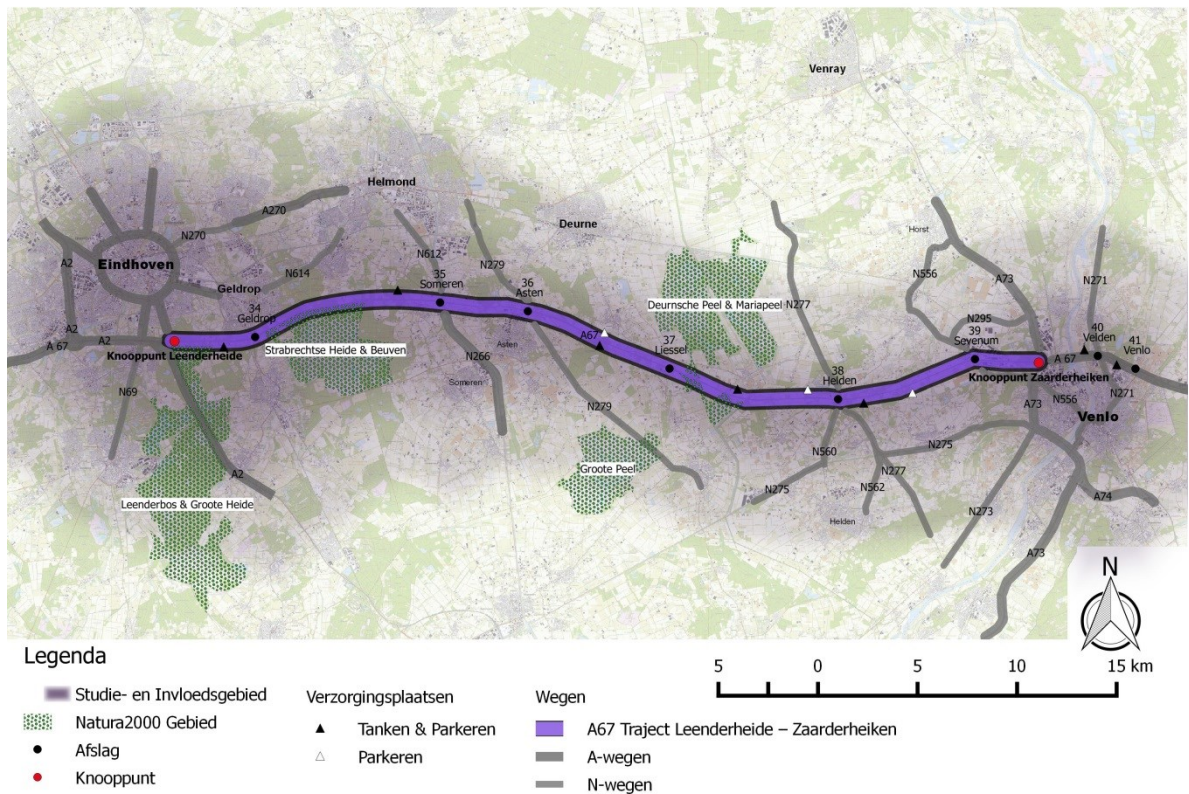 Venray
Helmond
A270
Deurne
N270
Horst
N612
N279
Eindhoven
A2
N556
A73
N271
N614
35
Someren
Geldrop
36
Asten
Deurnsche Peel & Mariapeel
N277
34
Geldrop
N295
40
Velden
39
Sevenum
41
Venlo
A2
A2
A67
Knooppunt Leenderheide
Strabrechtse Heide & Beuven
Asten
37
Liessel
A 67
A 67
N266
38
Helden
Knooppunt Zaarderheiken
N69
Someren
N279
N556
N271
A73
Venlo
N560
N275
Groote Peel
A2
N277
N275
N562
A74
Leenderbos & Groote Heide
N273
Helden
A73
N
Legenda
5 0 5 10 15 km
Studie- en Invloedsgebied
Natura2000 Gebied
Afslag
Knooppunt
Verzorgingsplaatsen
Tanken & Parkeren
Parkeren
Wegen
A67 Traject Leenderheide – Zaarderheiken
A-wegen
N-wegen